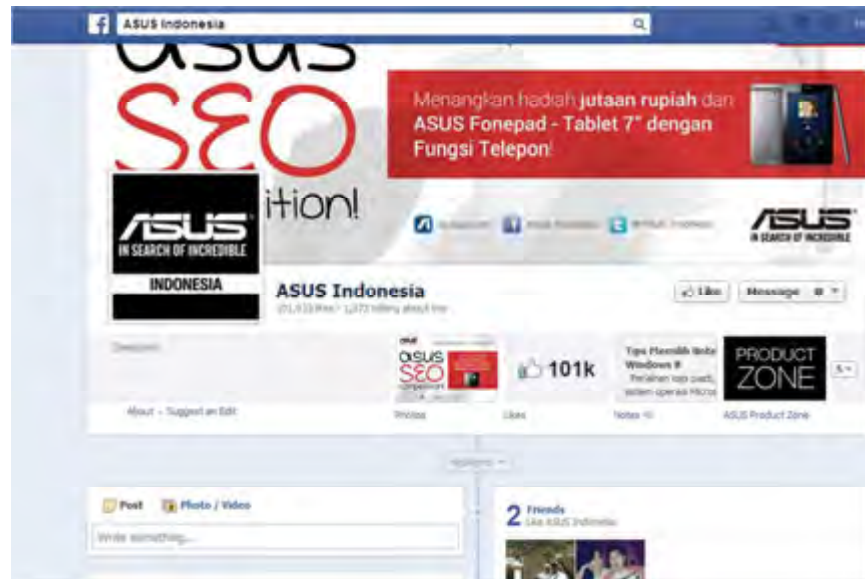 ASUS Indonesia
asus
SEO
ition!
Menangkan hadiah jutaan rupiah dan
ASUS Fonepad - Tablet 7" dengan
Fungsi Telepon!
ASUS
IN SEARCH OF INCREDIBLE
INDONESIA
ASUS
IN SEARCH OF INCREDIBLE
ASUS Indonesia
Like
Message
About - Suggest an Edit
asus
SEO
101k
Tips Memilih
Windows 8
PRODUCT
ZONE
5
Photos
Likes
Notes
ASUS Product Zone
Post
Photo / Video
Write something...
2 Friends
Like ASUS Indonesia